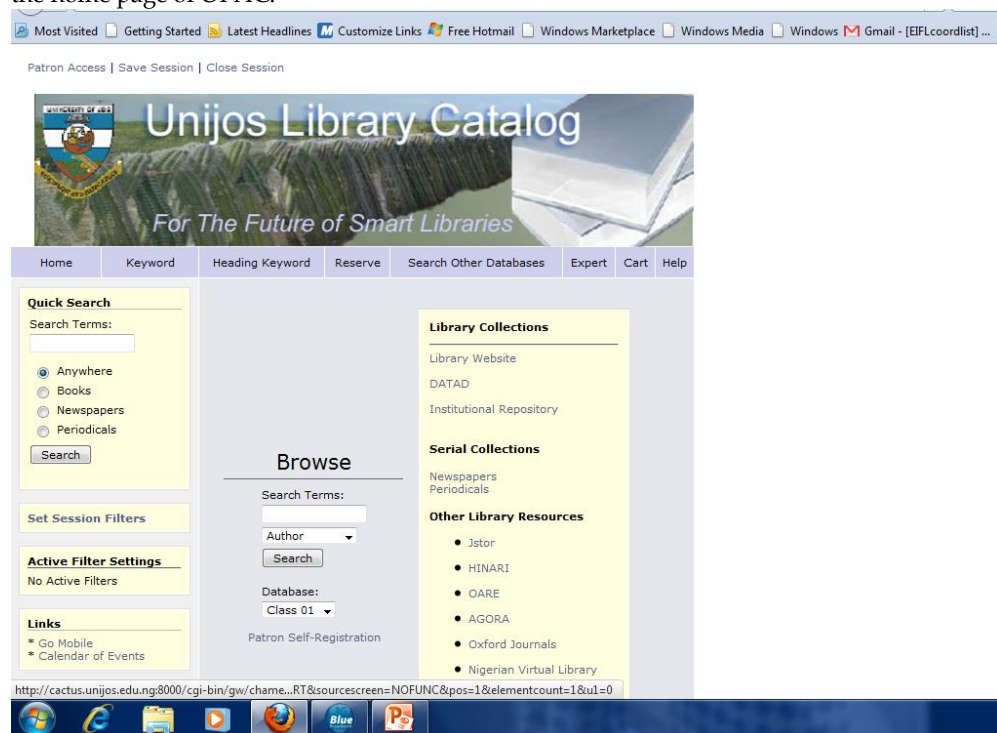 the home page of OPAC.
Most Visited Getting Started Latest Headlines Customize Links Free Hotmail Windows Marketplace Windows Media Windows Gmail - [EIFLcoordlist] ...
Patron Access | Save Session | Close Session
UNIVERSITY OF JOS
Unijos Library Catalog
For The Future of Smart Libraries
Home Keyword Heading Keyword Reserve Search Other Databases Expert Cart Help
Quick Search
Search Terms:
Anywhere
Books
Newspapers
Periodicals
Search
Set Session Filters
Active Filter Settings
No Active Filters
Links
* Go Mobile
* Calendar of Events
Browse
Search Terms:
Author
Search
Database:
Class 01
Patron Self-Registration
Library Collections
Library Website
DATAD
Institutional Repository
Serial Collections
Newspapers
Periodicals
Other Library Resources
Jstor
HINARI
OARE
AGORA
Oxford Journals
Nigerian Virtual Library
http://cactus.unijos.edu.ng:8000/cgi-bin/gw/chame...RT&sourcescreen=NOFUNC&pos=1&elementcount=1&u1=0
Blue